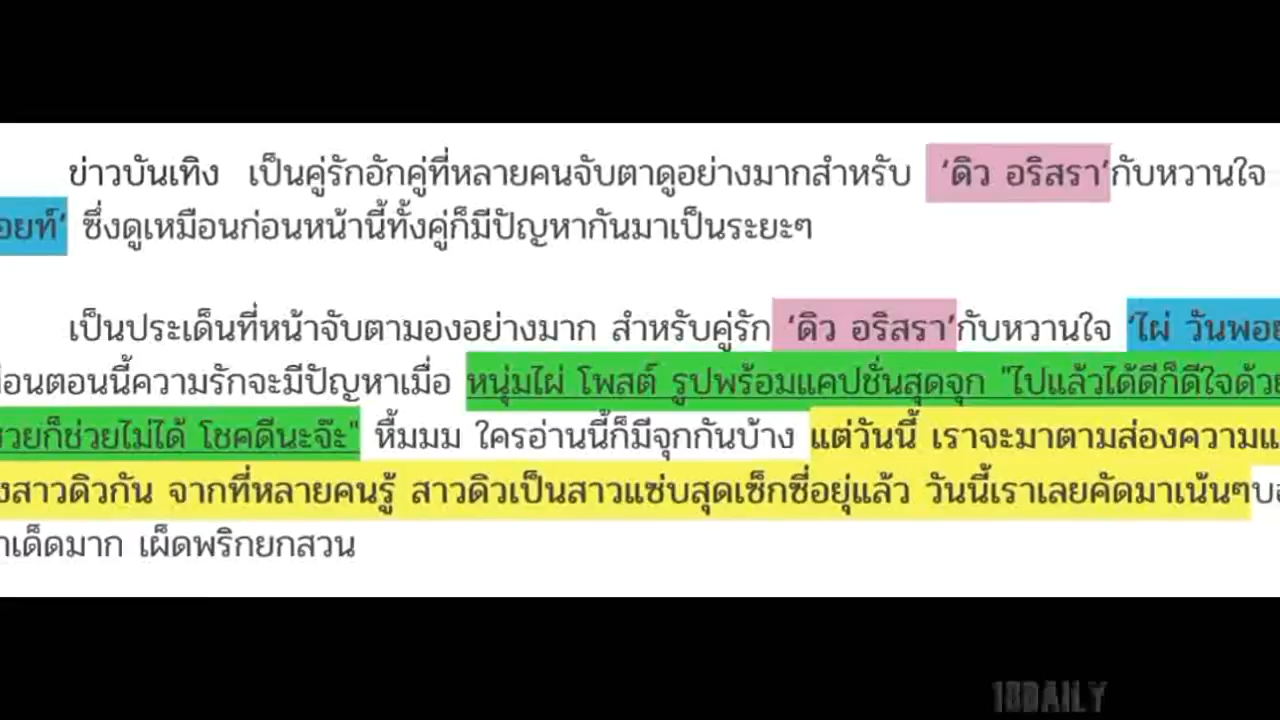 ข่าวบันเทิง เป็นคู่รักอักคู่ที่หลายคนจับตาดูอย่างมากสำหรับ ‘ดิว อริสรา’กับหวานใจ
อยท์’ ซึ่งดูเหมือนก่อนหน้านี้ทั้งคู่ก็มีปัญหากันมาเป็นระยะๆ
เป็นประเด็นที่หน้าจับตามองอย่างมาก สำหรับคู่รัก ‘ดิว อริสรา’กับหวานใจ ‘ไผ่ วันพอย
ือนตอนนี้ความรักจะมีปัญหาเมื่อ หนุ่มไผ่ โพสต์ รูปพร้อมแคปชั่นสุดจุก "ไปแล้วได้ดีก็ดีใจด้วย
ซวยก็ช่วยไม่ได้ โชคดีนะจ๊ะ" หื้มมม ใครอ่านนี้ก็มีจุกกันบ้าง แต่วันนี้ เราจะมาตามส่องความแ
งสาวดิวกัน จากที่หลายคนรู้ สาวดิวเป็นสาวแซ่บสุดเซ็กซี่อยุ่แล้ว วันนี้เราเลยคัดมาเน้นๆบอ
าเด็ดมาก เผ็ดพริกยกสวน
10DAILY